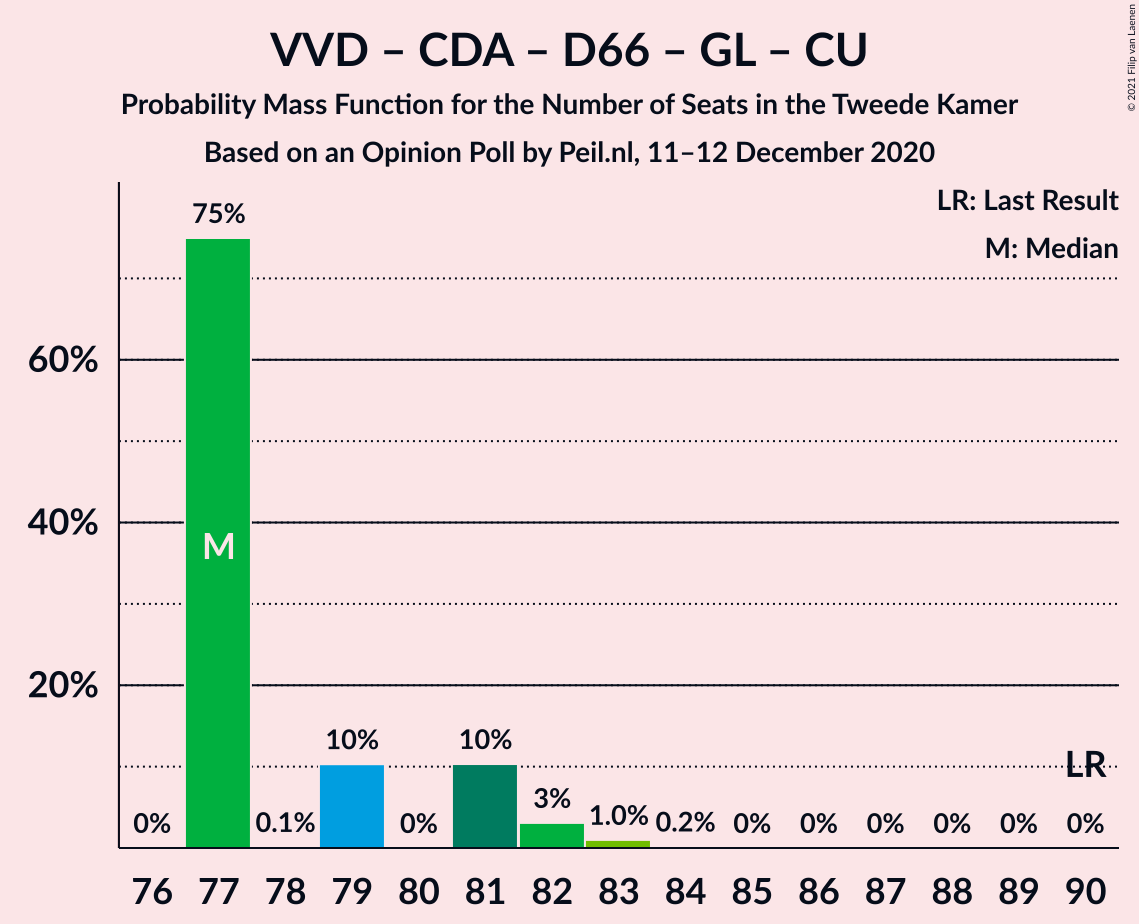 VVD – CDA – D66 – GL – CU
Probability Mass Function for the Number of Seats in the Tweede Kamer
Based on an Opinion Poll by Peil.nl, 11–12 December 2020
© 2021 Filip van Laenen
LR: Last Result
M: Median
75%
60%
40%
M
20%
10% 10%
LR
0% 0.1% 0% 3% 1.0% 0.2% 0% 0% 0% 0% 0% 0%
76 77 78 79 80 81 82 83 84 85 86 87 88 89 90